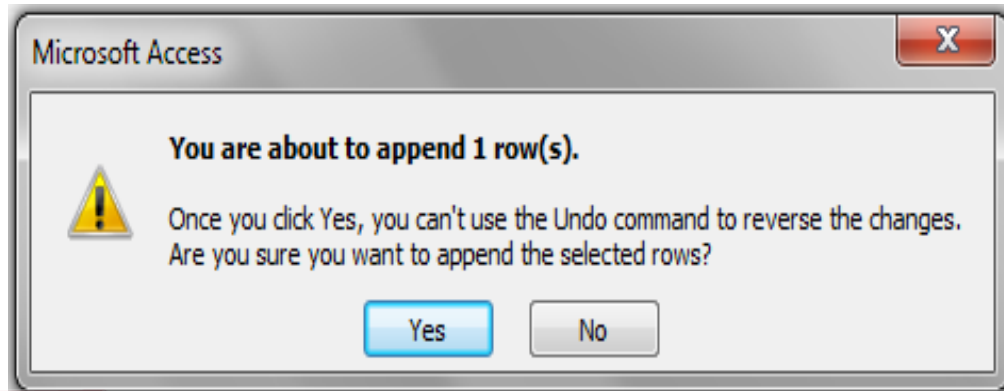 Microsoft Access
You are about to append 1 row(s).
Once you click Yes, you can't use the Undo command to reverse the changes.
Are you sure you want to append the selected rows?
Yes
No